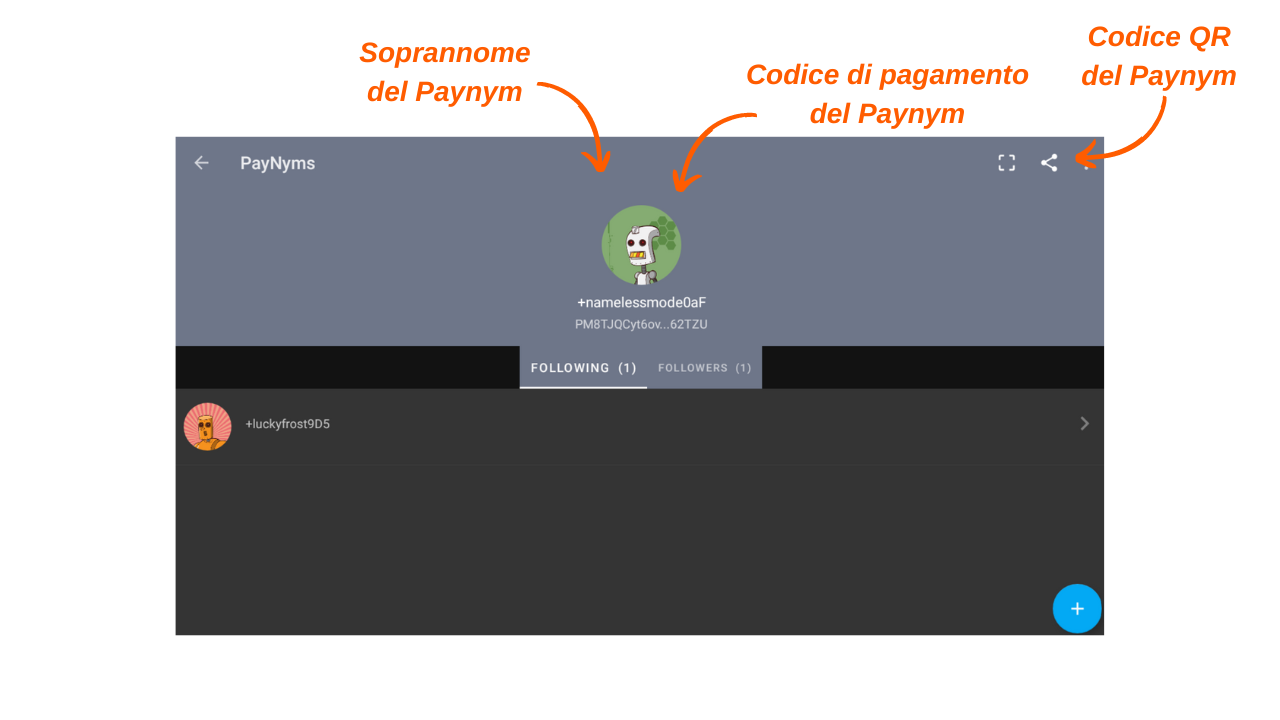 Soprannome
del Paynym
Codice di pagamento
del Paynym
Codice QR
del Paynym
PayNyms
+namelessmode0aF
PM8TJQCyt6ov...62TZU
FOLLOWING (1)
FOLLOWERS (1)
+luckyfrost9D5